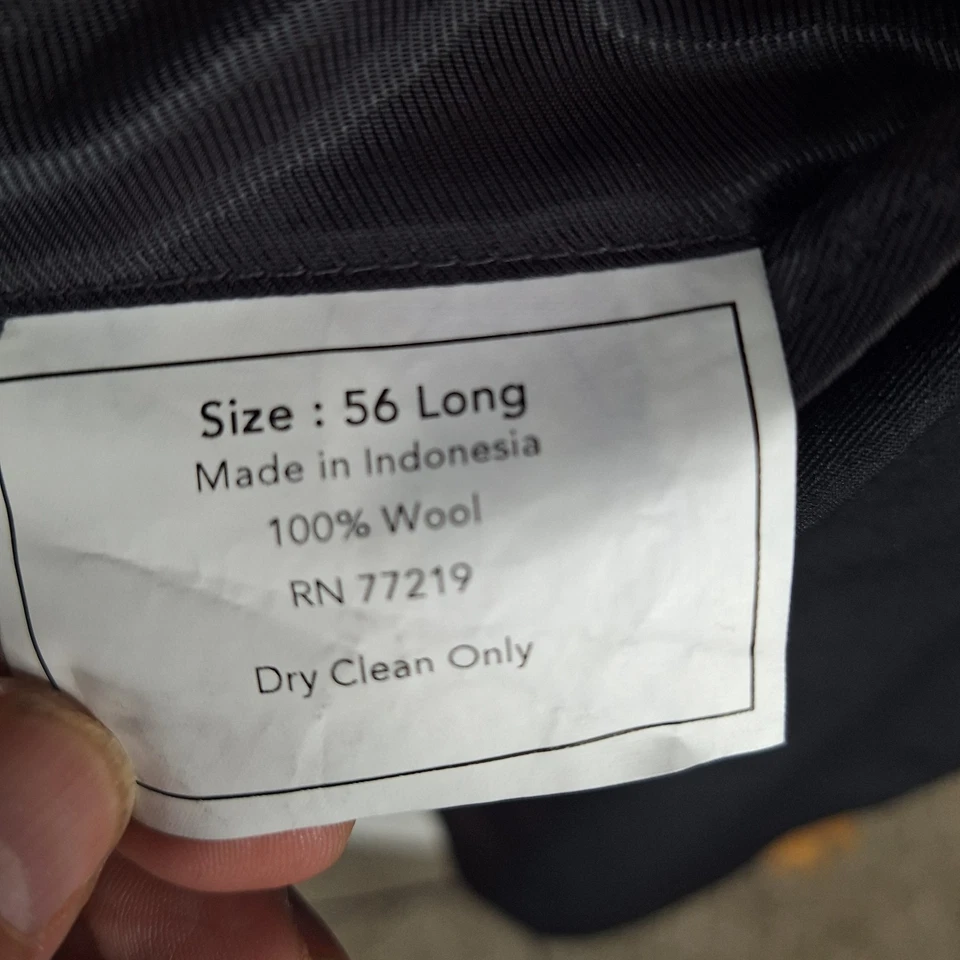 Size : 56 Long
Made in Indonesia
100% Wool
RN 77219
Dry Clean Only